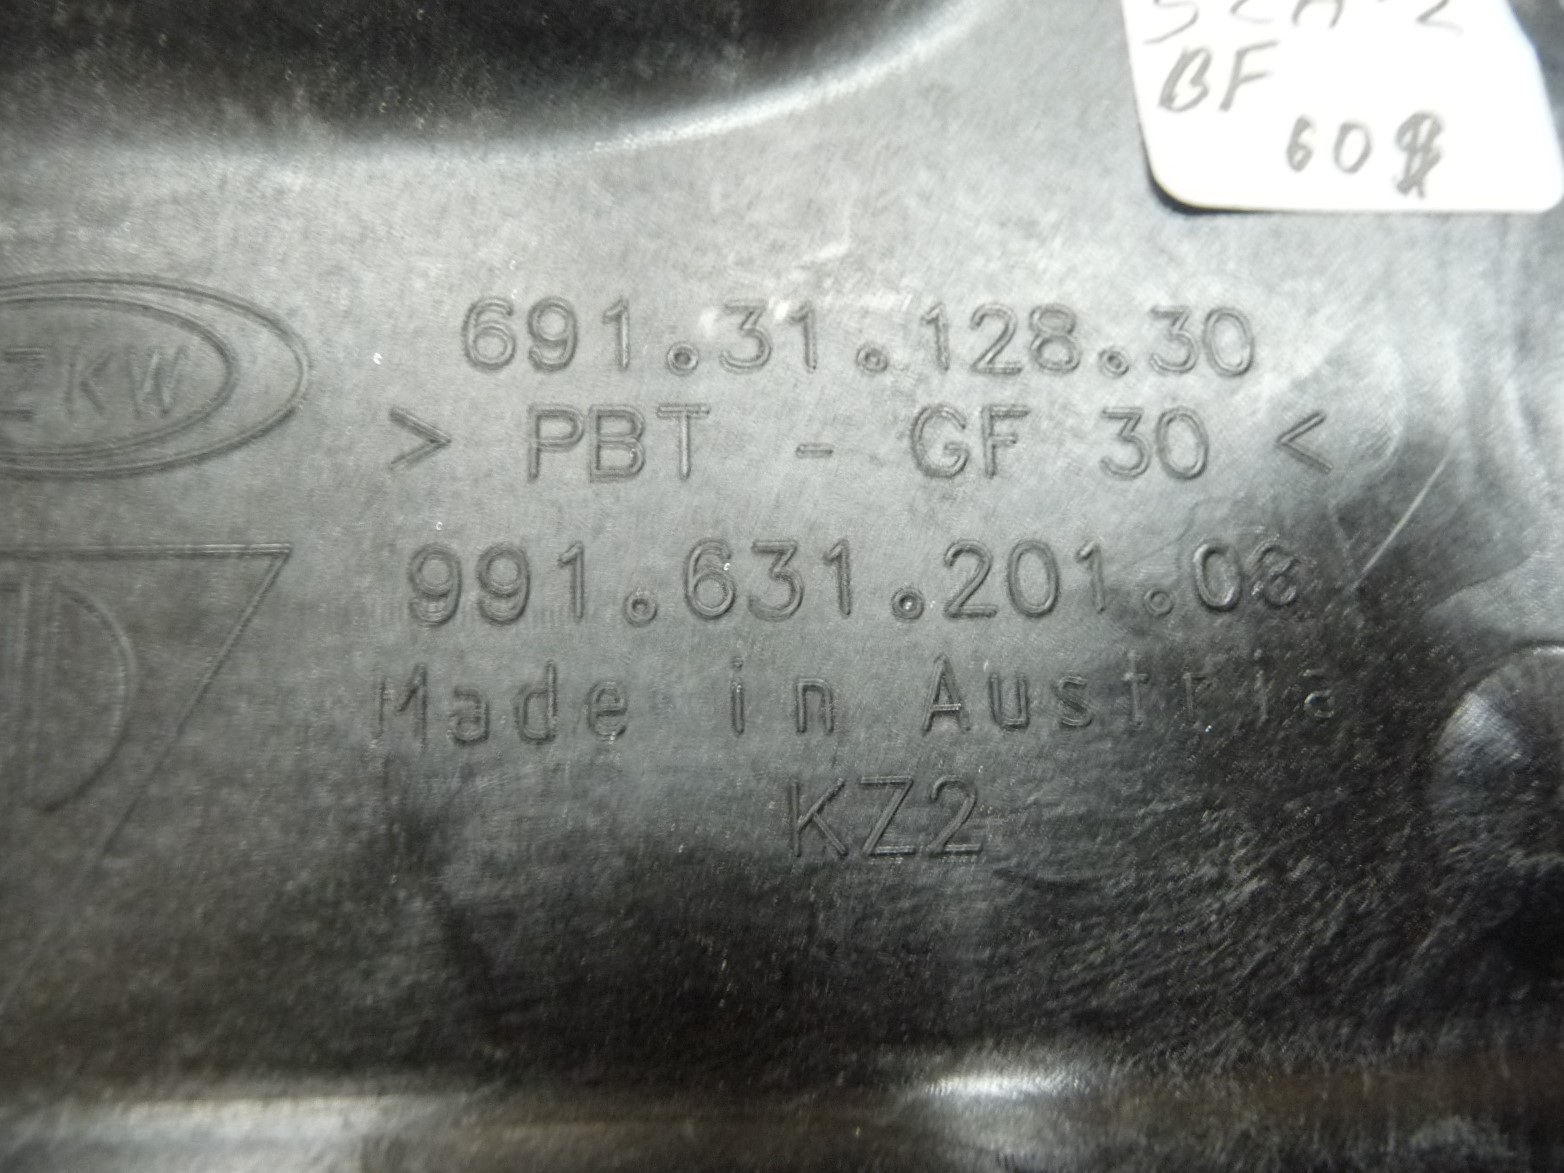 BF
60$
ZKW
691.31.128.30
> PBT - GF 30 <
991.631.201.08
Made in Austria
KZ2